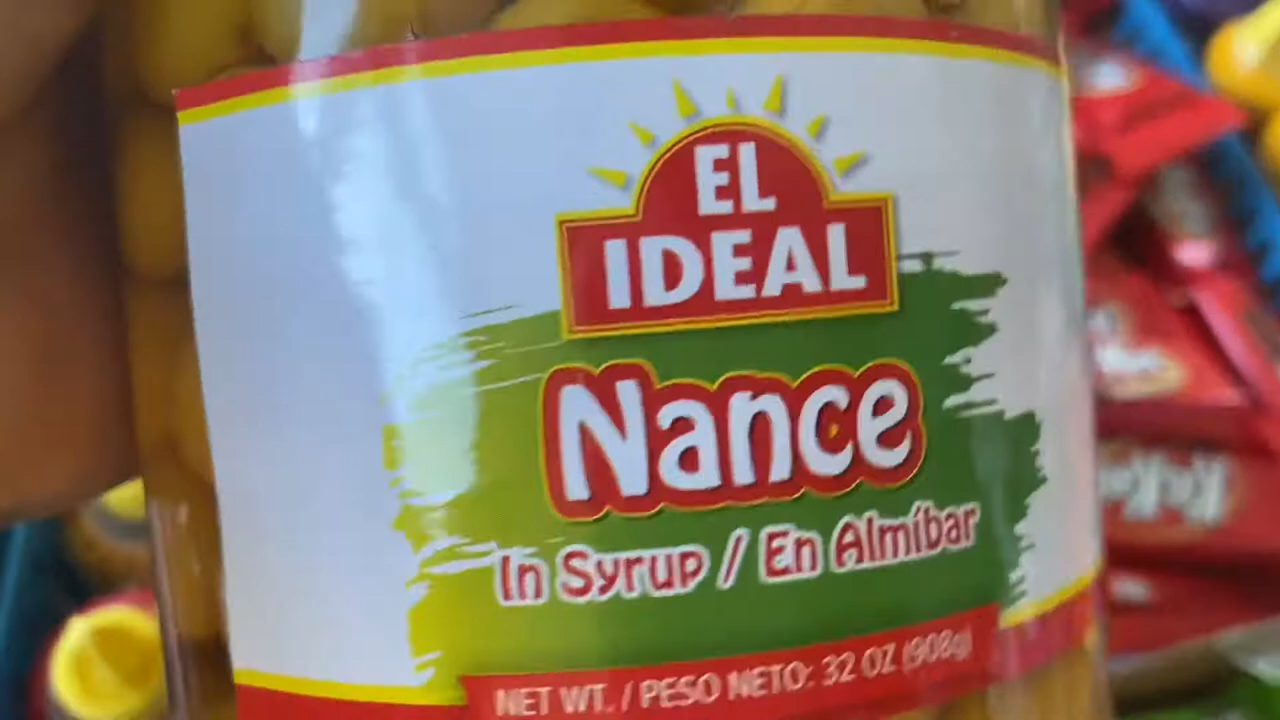 EL
IDEAL
Nance
In Syrup / En Almíbar
NET WT. / PESO NETO: 32 OZ (908g)